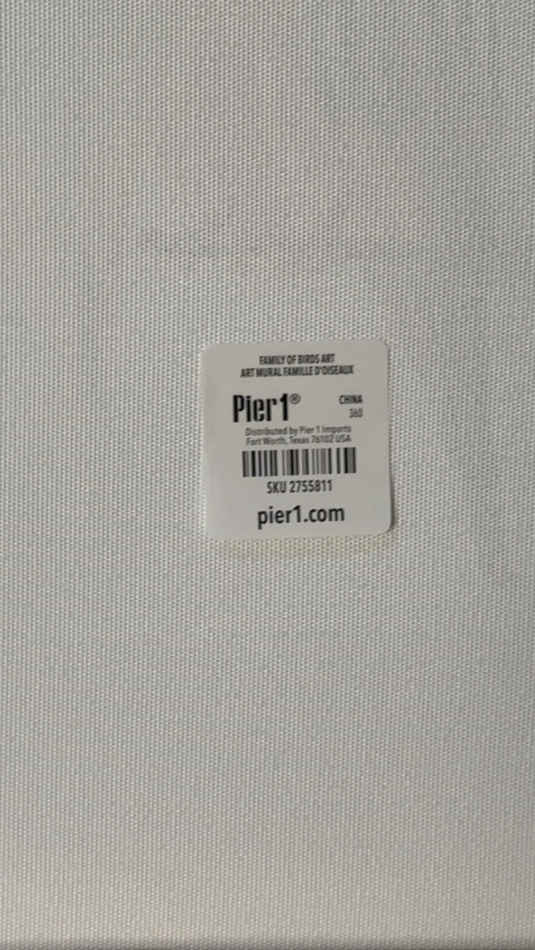 FAMILY OF BIRDS ART
ART MURAL FAMILLE D'OISEAUX
Pier1® CHINA
360
Distributed by Pier 1 Imports
Fort Worth, Texas 76102 USA
SKU 2755811
pier1.com